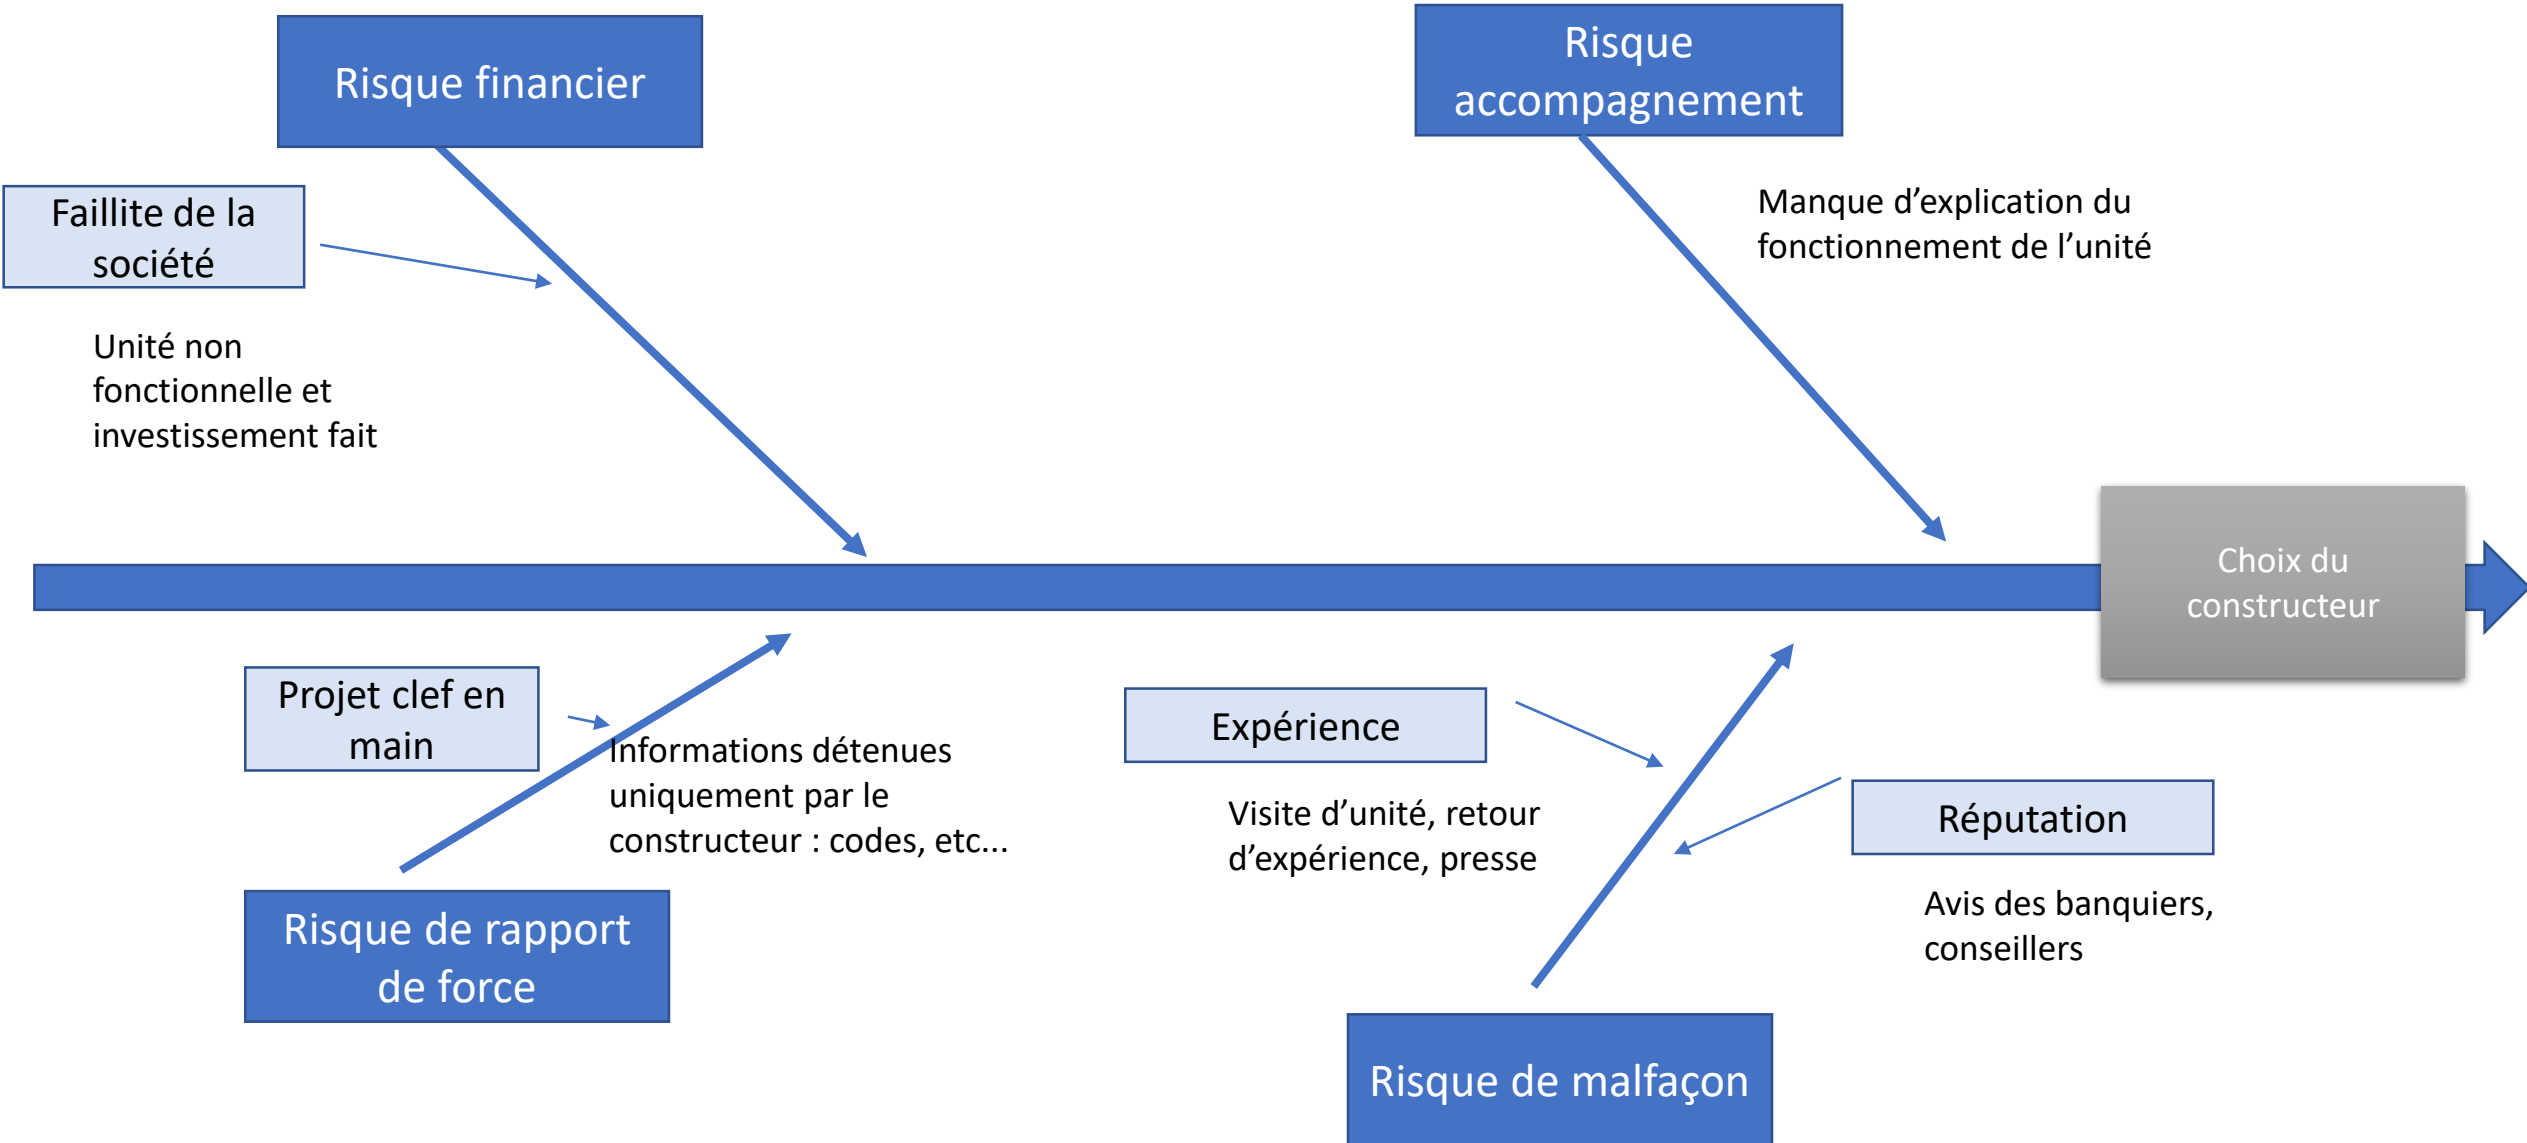 Risque financier
Risque
accompagnement
Faillite de la
société
Manque d’explication du
fonctionnement de l’unité
Unité non
fonctionnelle et
investissement fait
Choix du
constructeur
Projet clef en
main
Informations détenues
uniquement par le
constructeur : codes, etc...
Expérience
Visite d’unité, retour
d’expérience, presse
Réputation
Avis des banquiers,
conseillers
Risque de rapport
de force
Risque de malfaçon